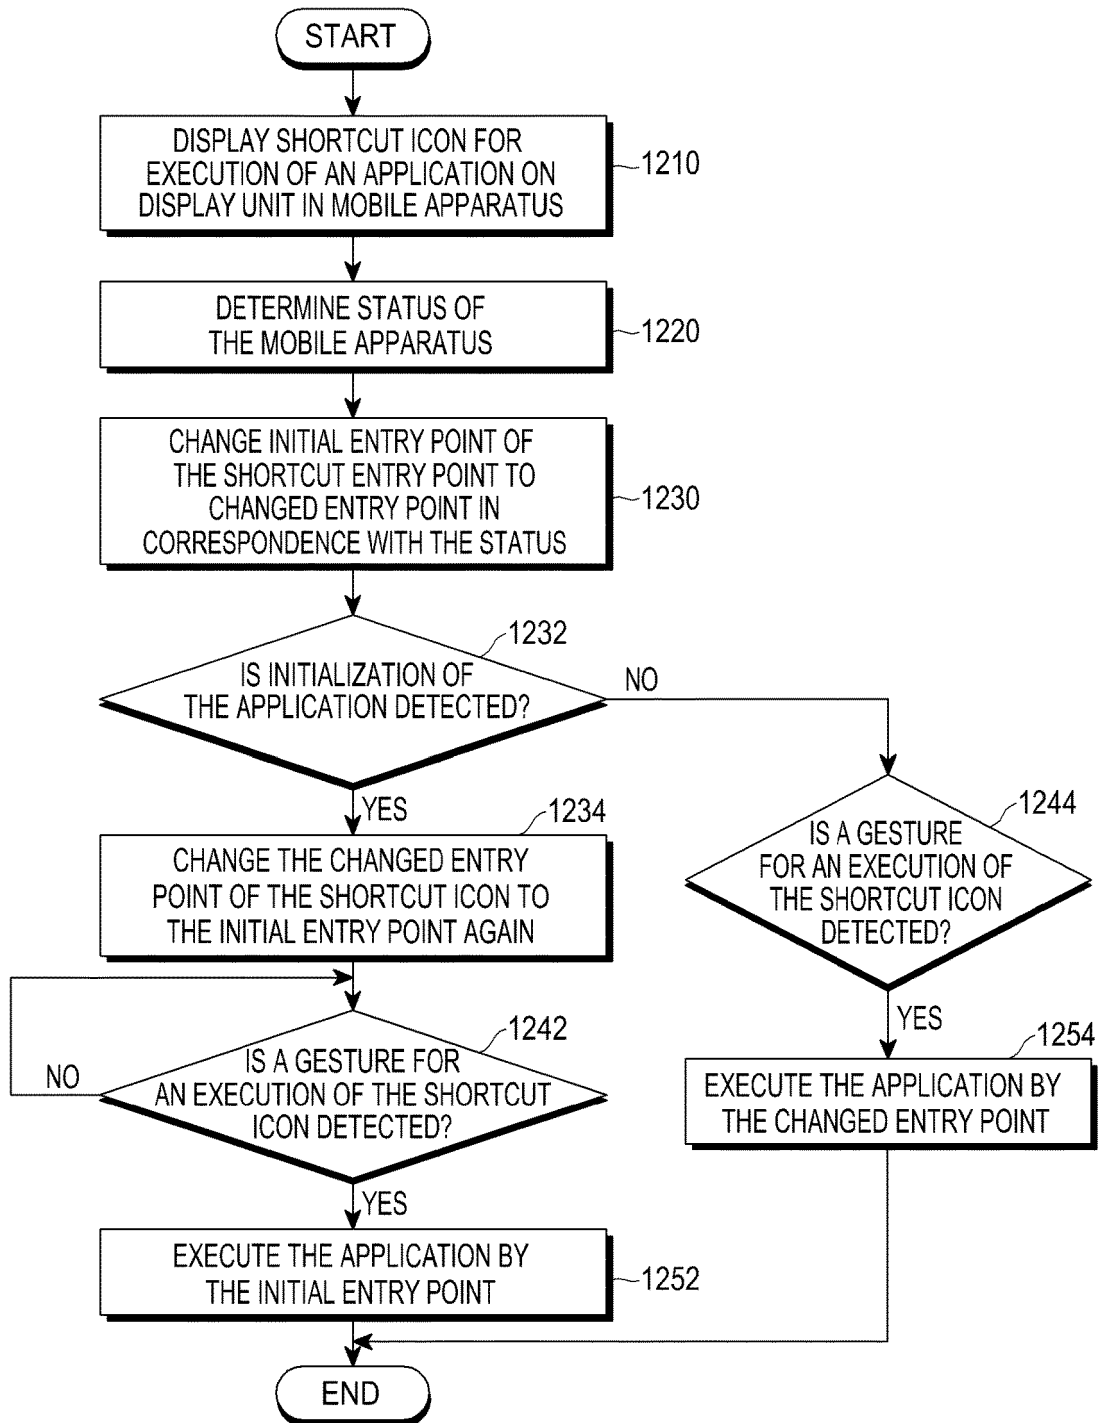 START
DISPLAY SHORTCUT ICON FOR
EXECUTION OF AN APPLICATION ON
DISPLAY UNIT IN MOBILE APPARATUS
1210
DETERMINE STATUS OF
THE MOBILE APPARATUS
1220
CHANGE INITIAL ENTRY POINT OF
THE SHORTCUT ENTRY POINT TO
CHANGED ENTRY POINT IN
CORRESPONDENCE WITH THE STATUS
1230
1232
IS INITIALIZATION OF
THE APPLICATION DETECTED?
NO
YES
1234
CHANGE THE CHANGED ENTRY
POINT OF THE SHORTCUT ICON TO
THE INITIAL ENTRY POINT AGAIN
1244
IS A GESTURE
FOR AN EXECUTION OF
THE SHORTCUT ICON
DETECTED?
YES
1242
IS A GESTURE FOR
AN EXECUTION OF THE SHORTCUT
ICON DETECTED?
NO
YES
1254
EXECUTE THE APPLICATION BY
THE CHANGED ENTRY POINT
EXECUTE THE APPLICATION BY
THE INITIAL ENTRY POINT
1252
END